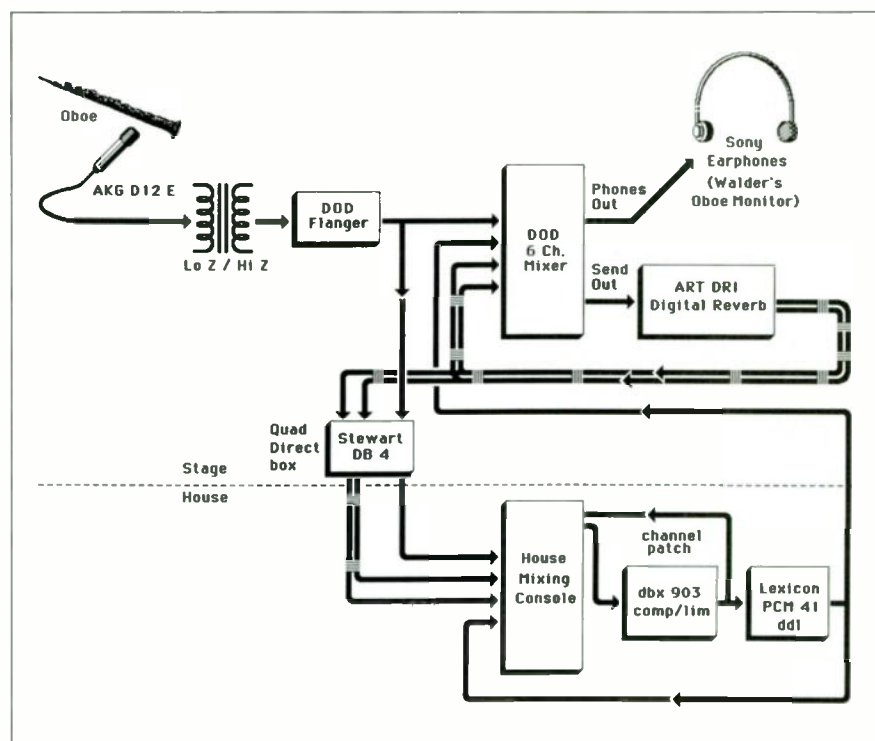 Oboe
AKG D12 E
Lo Z / Hi Z
DOD
Flanger
DOD
6 Ch.
Mixer
Phones
Out
Sony
Earphones
(Walder's
Oboe Monitor)
Send
Out
ART DR1
Digital Reverb
Quad
Direct
box
Stewart
DB 4
Stage
House
House
Mixing
Console
channel
patch
dbx 903
comp/lim
Lexicon
PCM 41
ddl